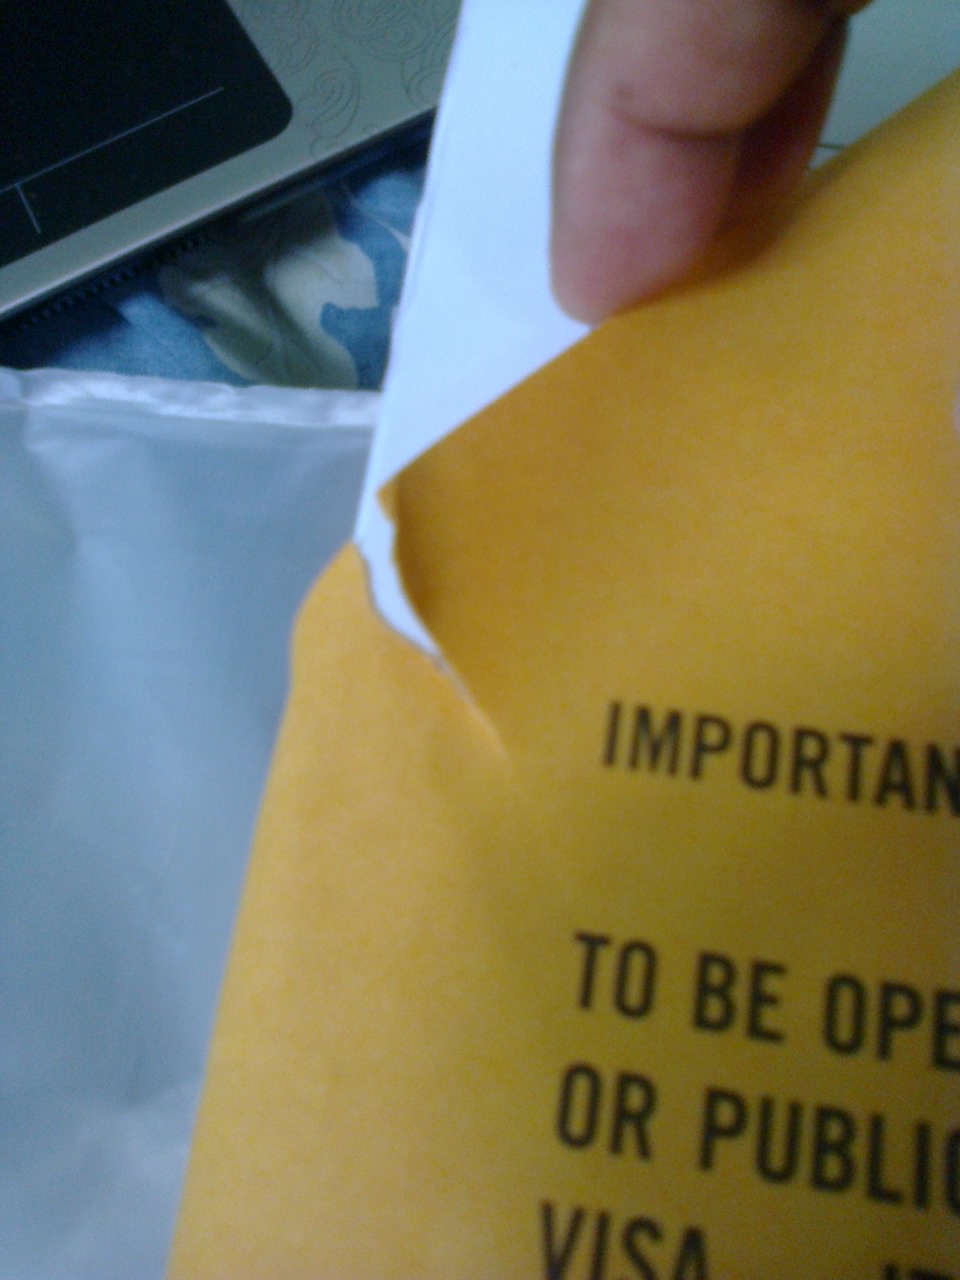 IMPORTAN
TO BE OPE
OR PUBLIC
VISA